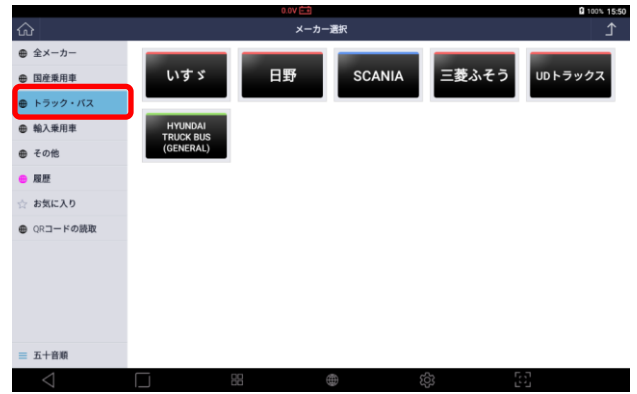 0.0V
100% 15:50
メーカー選択
全メーカー
国産乗用車
トラック・バス
輸入乗用車
その他
履歴
お気に入り
QRコードの読取
五十音順
いすゞ
日野
SCANIA
三菱ふそう
UDトラックス
HYUNDAI
TRUCK BUS
(GENERAL)